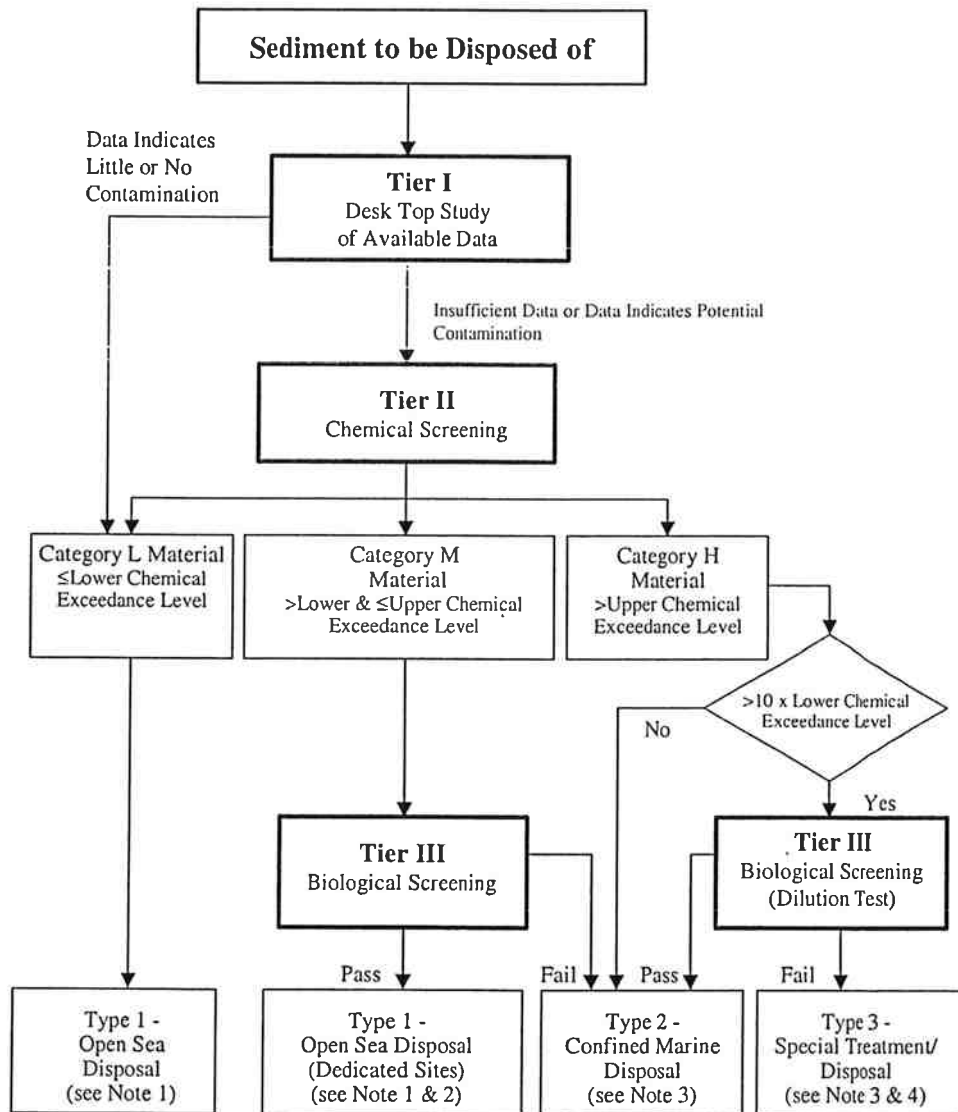 Sediment to be Disposed of
Data Indicates
Little or No
Contamination
Tier I
Desk Top Study
of Available Data
Insufficient Data or Data Indicates Potential
Contamination
Tier II
Chemical Screening
Category L Material
≤Lower Chemical
Exceedance Level
Category M
Material
>Lower & ≤Upper Chemical
Exceedance Level
Category H
Material
>Upper Chemical
Exceedance Level
>10 x Lower Chemical
Exceedance Level
No
Yes
Tier III
Biological Screening
Tier III
Biological Screening
(Dilution Test)
Pass
Fail
Pass
Fail
Type 1 -
Open Sea
Disposal
(see Note 1)
Type 1 -
Open Sea Disposal
(Dedicated Sites)
(see Note 1 & 2)
Type 2 -
Confined Marine
Disposal
(see Note 3)
Type 3 -
Special Treatment/
Disposal
(see Note 3 & 4)